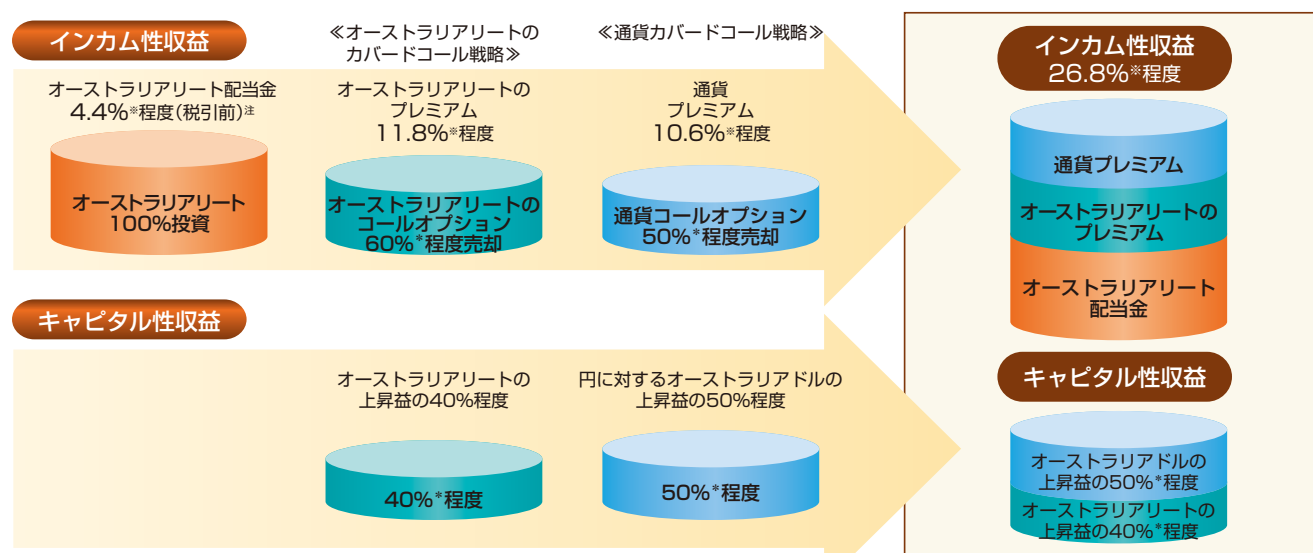 インカム性収益
≪オーストラリアリートの
カバードコール戦略≫
≪通貨カバードコール戦略≫
オーストラリアリート配当金
4.4%※程度(税引前)注
オーストラリアリートの
プレミアム
11.8%※程度
通貨
プレミアム
10.6%※程度
オーストラリアリート
100%投資
オーストラリアリートの
コールオプション
60%*程度売却
通貨コールオプション
50%*程度売却
キャピタル性収益
オーストラリアリートの
上昇益の40%程度
円に対するオーストラリアドルの
上昇益の50%程度
40%*程度
50%*程度
インカム性収益
26.8%※程度
通貨プレミアム
オーストラリアリートの
プレミアム
オーストラリアリート
配当金
キャピタル性収益
オーストラリアドルの
上昇益の50%*程度
オーストラリアリートの
上昇益の40%*程度